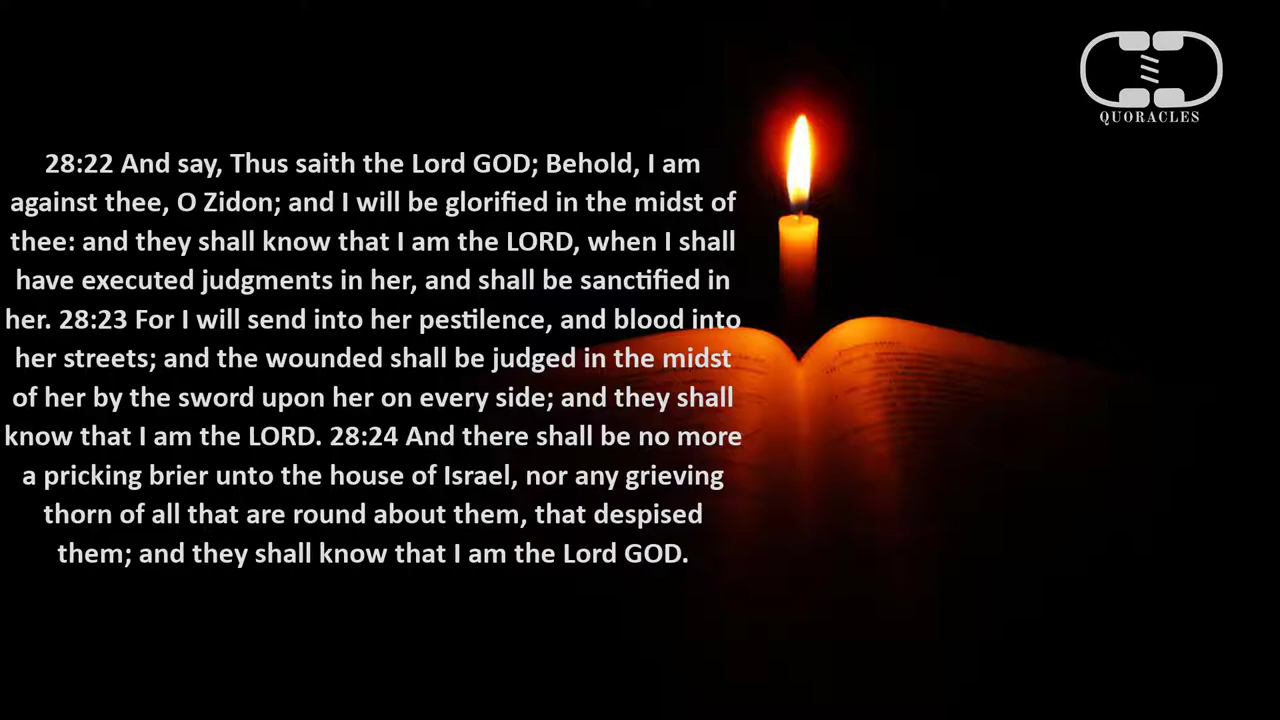 QUORACLES
28:22 And say, Thus saith the Lord GOD; Behold, I am
against thee, O Zidon; and I will be glorified in the midst of
thee: and they shall know that I am the LORD, when I shall
have executed judgments in her, and shall be sanctified in
her. 28:23 For I will send into her pestilence, and blood into
her streets; and the wounded shall be judged in the midst
of her by the sword upon her on every side; and they shall
know that I am the LORD. 28:24 And there shall be no more
a pricking brier unto the house of Israel, nor any grieving
thorn of all that are round about them, that despised
them; and they shall know that I am the Lord GOD.